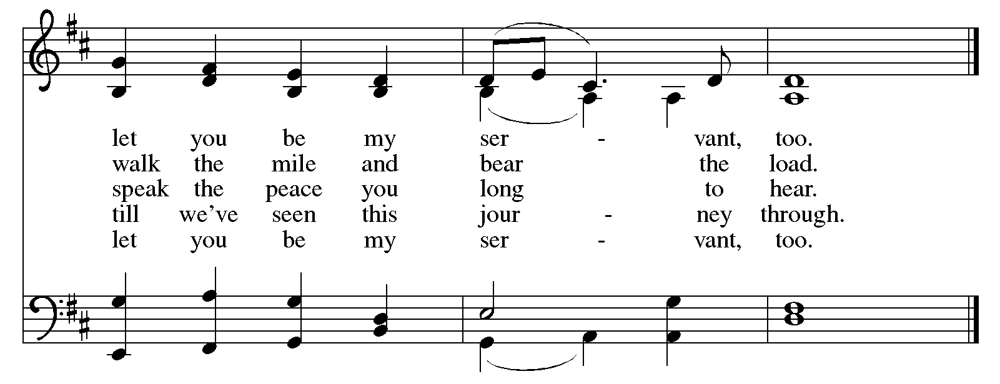 let you be my ser - vant, too.
walk the mile and bear the load.
speak the peace you long to hear.
till we've seen this jour - ney through.
let you be my ser - vant, too.